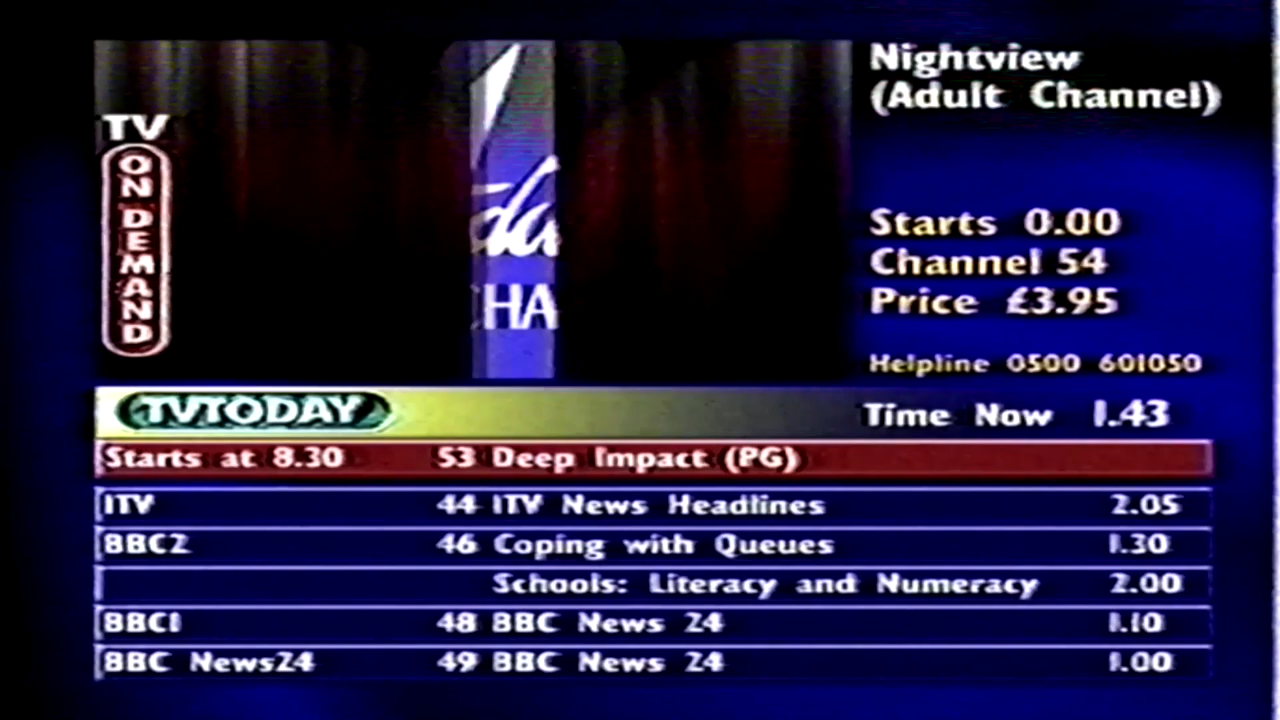 Nightview
(Adult Channel)
TV
ON DEMAND
da
HA
Starts 0.00
Channel 54
Price £3.95
Helpline 0500 601050
TVTODAY
Time Now 1.43
Starts at 8.30 53 Deep Impact (PG)
ITV 44 ITV News Headlines 2.05
BBC2 46 Coping with Queues 1.30
Schools: Literacy and Numeracy 2.00
BBC1 48 BBC News 24 1.10
BBC News24 49 BBC News 24 1.00